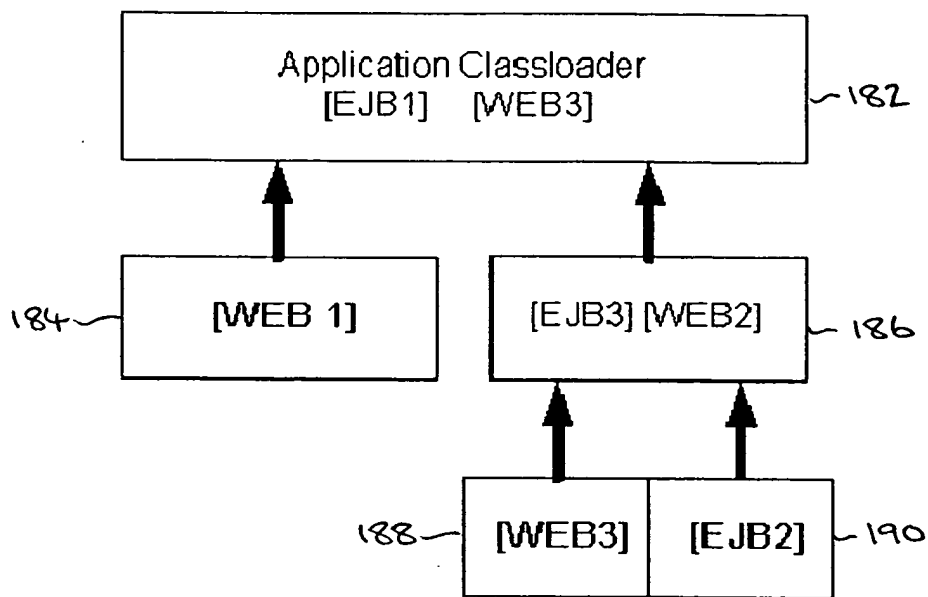 Application Classloader
[EJB1] [WEB3]
182
184
[WEB 1]
[EJB3] [WEB2]
186
188
[WEB3]
[EJB2]
190